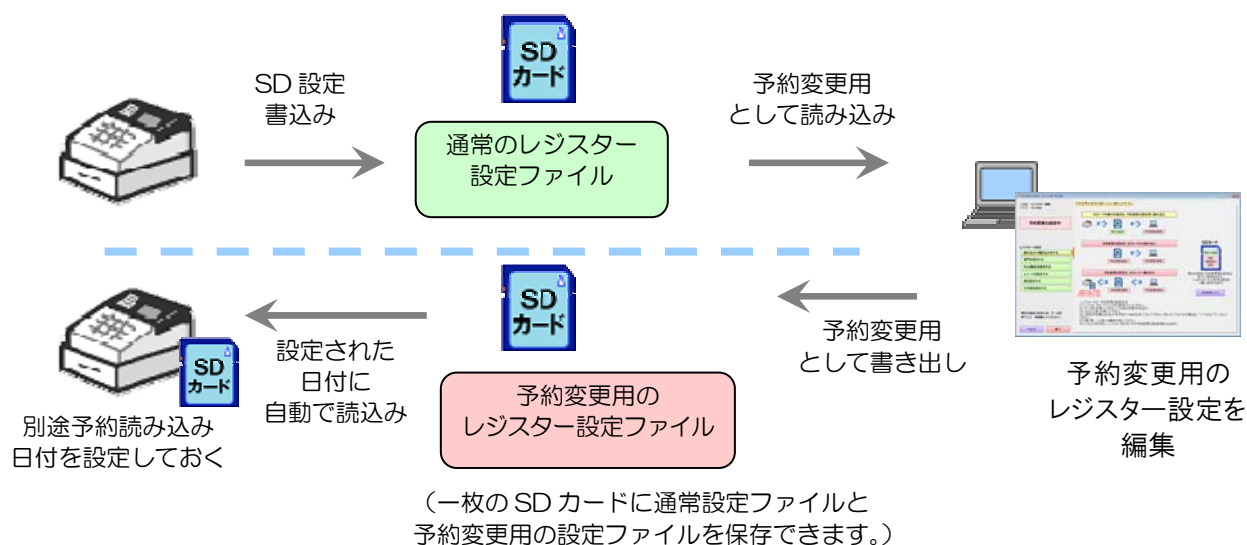 SD
カード
SD 設定
書込み
予約変更用
として読み込み
通常のレジスター
設定ファイル
SD
カード
予約変更用
として書き出し
設定された
日付に
自動で読込み
SD
カード
予約変更用の
レジスター設定ファイル
別途予約読み込み
日付を設定しておく
予約変更用の
レジスター設定を
編集
（一枚の SD カードに通常設定ファイルと
予約変更用の設定ファイルを保存できます。）